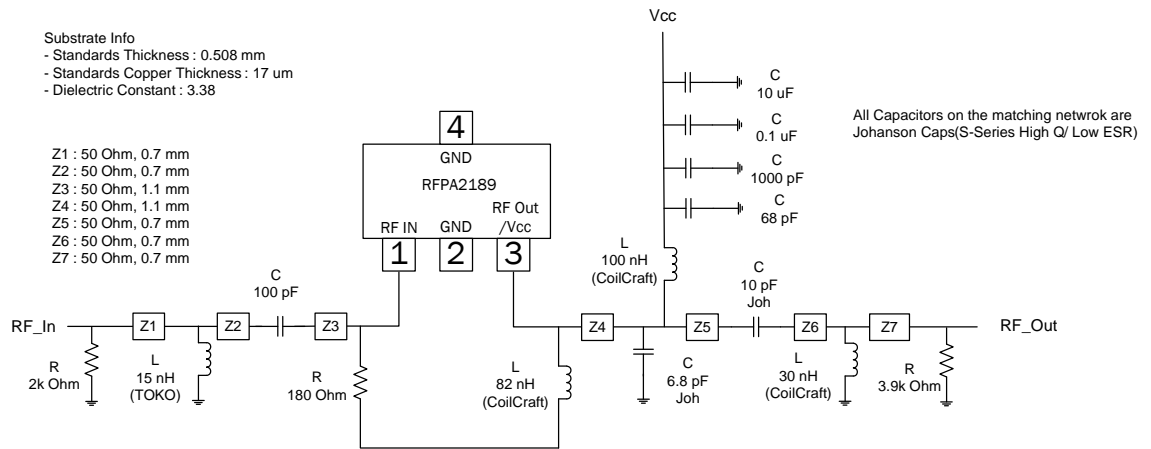 Vcc
Substrate Info
- Standards Thickness : 0.508 mm
- Standards Copper Thickness : 17 um
- Dielectric Constant : 3.38
C
10 uF
C
0.1 uF
C
1000 pF
C
68 pF
All Capacitors on the matching netwrok are
Johanson Caps(S-Series High Q/ Low ESR)
Z1 : 50 Ohm, 0.7 mm
Z2 : 50 Ohm, 0.7 mm
Z3 : 50 Ohm, 1.1 mm
Z4 : 50 Ohm, 1.1 mm
Z5 : 50 Ohm, 0.7 mm
Z6 : 50 Ohm, 0.7 mm
Z7 : 50 Ohm, 0.7 mm
4
GND
RFPA2189
RF IN
GND
RF Out
/Vcc
1
2
3
L
100 nH
(CoilCraft)
C
100 pF
C
10 pF
Joh
RF_In
Z1
Z2
Z3
Z4
Z5
Z6
Z7
RF_Out
R
2k Ohm
L
15 nH
(TOKO)
R
180 Ohm
L
82 nH
(CoilCraft)
C
6.8 pF
Joh
L
30 nH
(CoilCraft)
R
3.9k Ohm